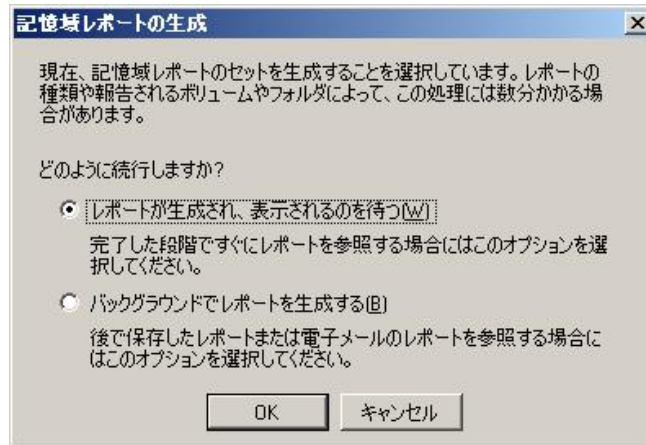 記憶域レポートの生成
現在、記憶域レポートのセットを生成することを選択しています。レポートの
種類や報告されるボリュームやフォルダによって、この処理には数分かかる場
合があります。
どのように続行しますか?
レポートが生成され、表示されるのを待つ(W)
完了した段階ですぐにレポートを参照する場合にはこのオプションを選
択してください。
バックグラウンドでレポートを生成する(B)
後で保存したレポートまたは電子メールのレポートを参照する場合に
はこのオプションを選択してください。
OK
キャンセル